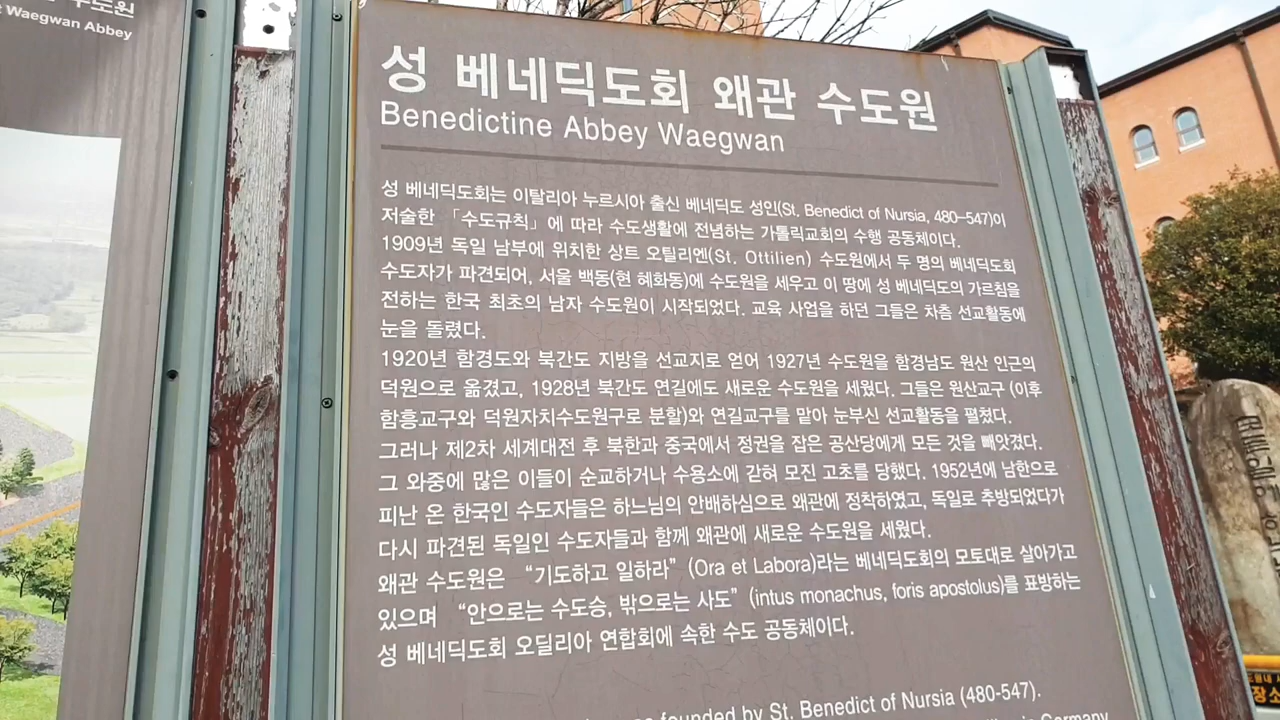 수도원
Waegwan Abbey
성 베네딕도회 왜관 수도원
Benedictine Abbey Waegwan
성 베네딕도회는 이탈리아 누르시아 출신 베네딕도 성인(St. Benedict of Nursia, 480–547)이
저술한 「수도규칙」에 따라 수도생활에 전념하는 가톨릭교회의 수행 공동체이다.
1909년 독일 남부에 위치한 상트 오틸리엔(St. Ottilien) 수도원에서 두 명의 베네딕도회
수도자가 파견되어, 서울 백동(현 혜화동)에 수도원을 세우고 이 땅에 성 베네딕도의 가르침을
전하는 한국 최초의 남자 수도원이 시작되었다. 교육 사업을 하던 그들은 차츰 선교활동에
눈을 돌렸다.
1920년 함경도와 북간도 지방을 선교지로 얻어 1927년 수도원을 함경남도 원산 인근의
덕원으로 옮겼고, 1928년 북간도 연길에도 새로운 수도원을 세웠다. 그들은 원산교구 (이후
함흥교구와 덕원자치수도원구로 분할)와 연길교구를 맡아 눈부신 선교활동을 펼쳤다.
그러나 제2차 세계대전 후 북한과 중국에서 정권을 잡은 공산당에게 모든 것을 빼앗겼다.
그 와중에 많은 이들이 순교하거나 수용소에 갇혀 모진 고초를 당했다. 1952년에 남한으로
피난 온 한국인 수도자들은 하느님의 안배하심으로 왜관에 정착하였고, 독일로 추방되었다가
다시 파견된 독일인 수도자들과 함께 왜관에 새로운 수도원을 세웠다.
왜관 수도원은 “기도하고 일하라” (Ora et Labora)라는 베네딕도회의 모토대로 살아가고
있으며 “안으로는 수도승, 밖으로는 사도” (intus monachus, foris apostolus)를 표방하는
성 베네딕도회 오딜리아 연합회에 속한 수도 공동체이다.
founded by St. Benedict of Nursia (480-547).
in Germany